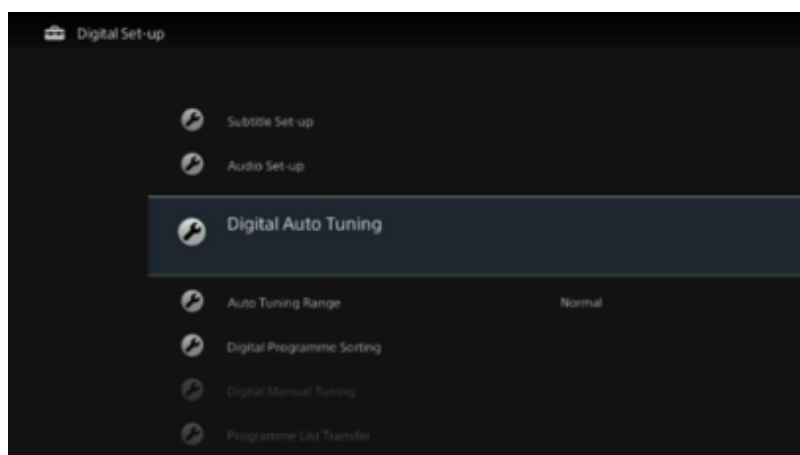 Digital Set-up
Subtitle Set-up
Audio Set-up
Digital Auto Tuning
Auto Tuning Range Normal
Digital Programme Sorting
Digital Manual Tuning
Programme List Transfer